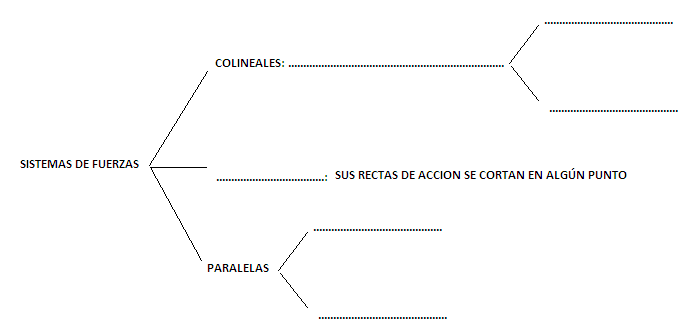 ..........................................
COLINEALES: ........................................................................
..........................................
SISTEMAS DE FUERZAS
....................................: SUS RECTAS DE ACCION SE CORTAN EN ALGÚN PUNTO
..........................................
PARALELAS
..........................................